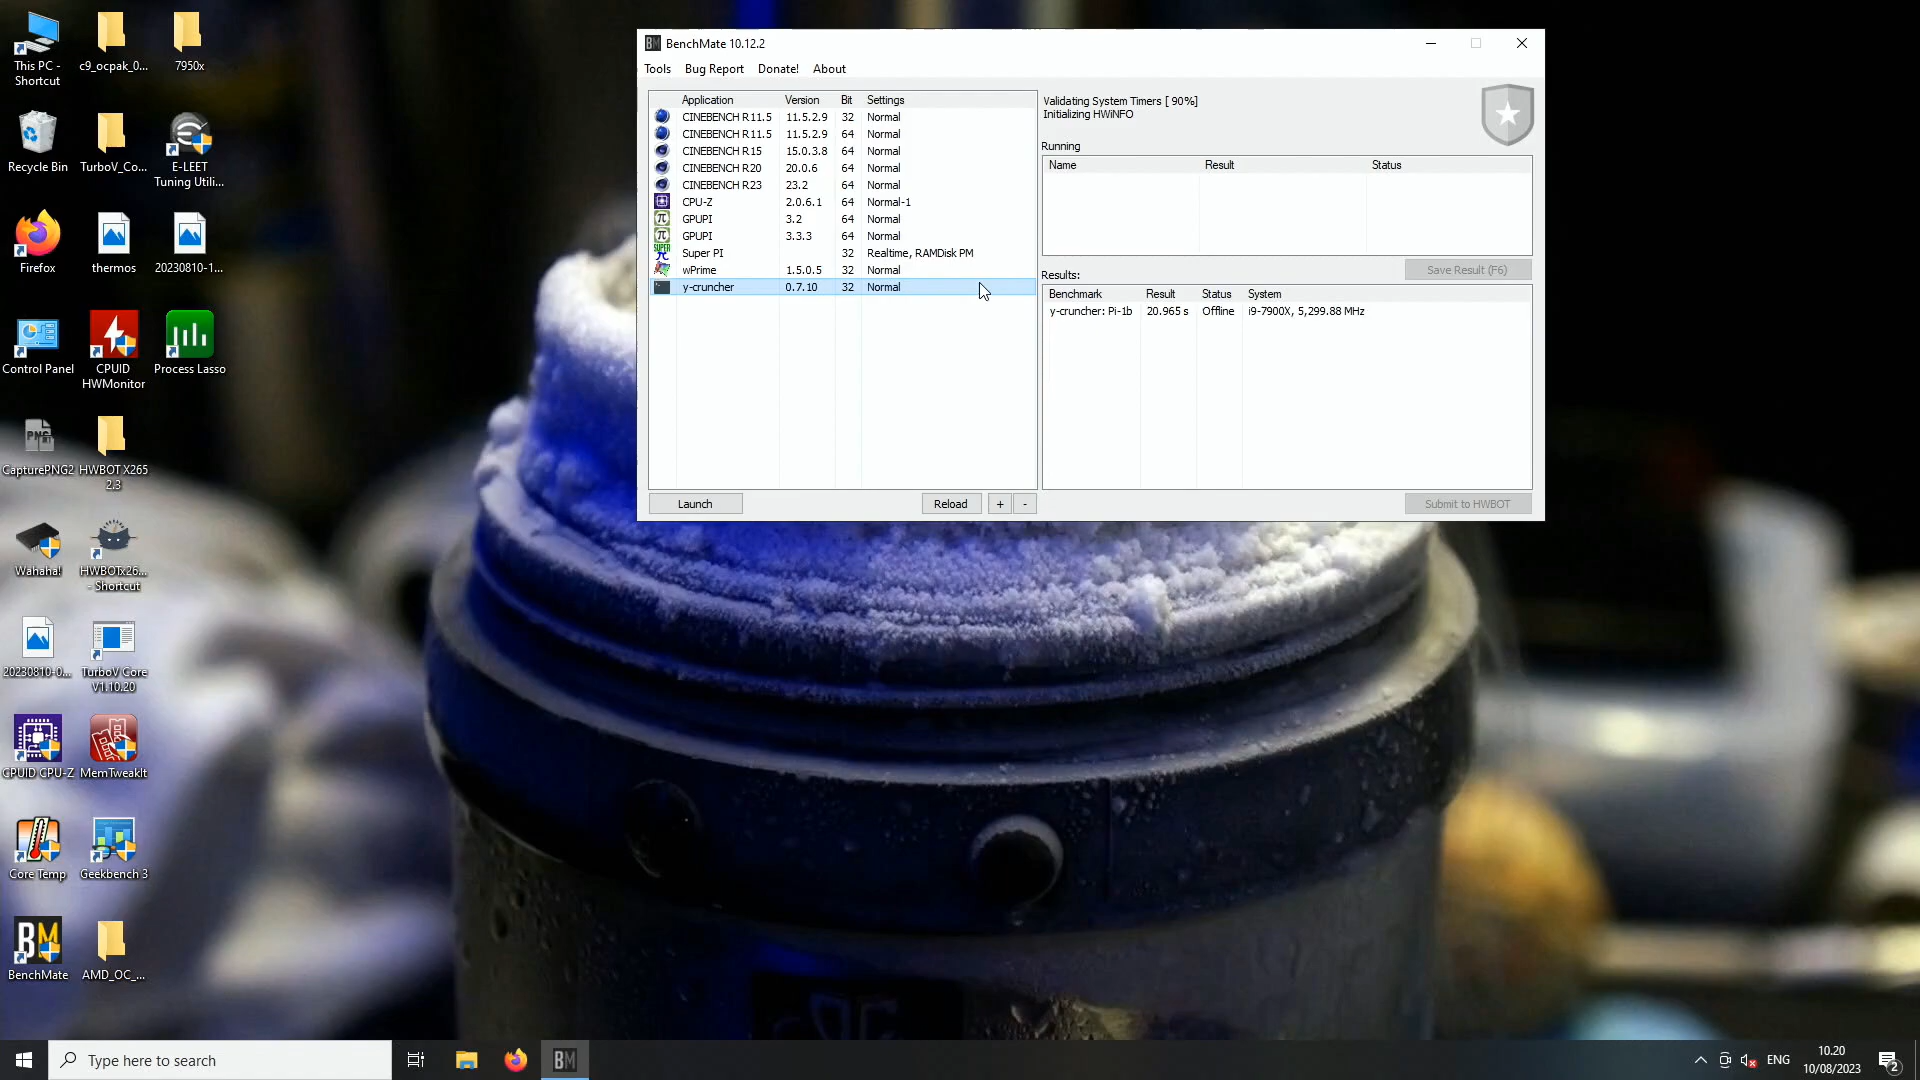 This PC - Shortcut
c9_ocpak_0...
7950x
Recycle Bin
TurboV_Co...
E-LEET Tuning Utili...
Firefox
thermos
20230810-1...
Control Panel
CPUID HWMonitor
Process Lasso
PNG
CapturePNG2
HWBOT X265 2.3
Wahaha!
HWBOTx26... - Shortcut
20230810-0...
TurboV Core V1.10.20
CPUID CPU-Z
MemTweakIt
Core Temp
Geekbench 3
BM
BenchMate
AMD_OC_...
BM BenchMate 10.12.2
Tools Bug Report Donate! About
Application Version Bit Settings
CINEBENCH R11.5 11.5.2.9 32 Normal
CINEBENCH R11.5 11.5.2.9 64 Normal
CINEBENCH R15 15.0.3.8 64 Normal
CINEBENCH R20 20.0.6 64 Normal
CINEBENCH R23 23.2 64 Normal
CPU-Z 2.0.6.1 64 Normal-1
π GPUPI 3.2 64 Normal
π GPUPI 3.3.3 64 Normal
SUPER π Super PI 32 Realtime, RAMDisk PM
wPrime 1.5.0.5 32 Normal
y-cruncher 0.7.10 32 Normal
Launch Reload + -
Validating System Timers [ 90%]
Initializing HWiNFO
Running
Name Result Status
Save Result (F6)
Results:
Benchmark Result Status System
y-cruncher: Pi-1b 20.965 s Offline i9-7900X, 5,299.88 MHz
Submit to HWBOT
Type here to search
BM
ENG
10.20
10/08/2023
2